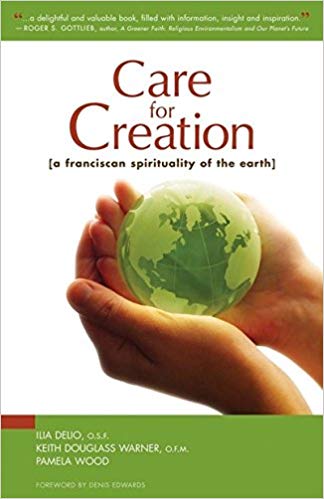 “...a delightful and valuable book, filled with information, insight and inspiration.”
— ROGER S. GOTTLIEB, author, A Greener Faith: Religious Environmentalism and Our Planet's Future
Care
for
Creation
[a franciscan spirituality of the earth]
ILIA DELIO, O.S.F.
KEITH DOUGLASS WARNER, O.F.M.
PAMELA WOOD
FOREWORD BY DENIS EDWARDS